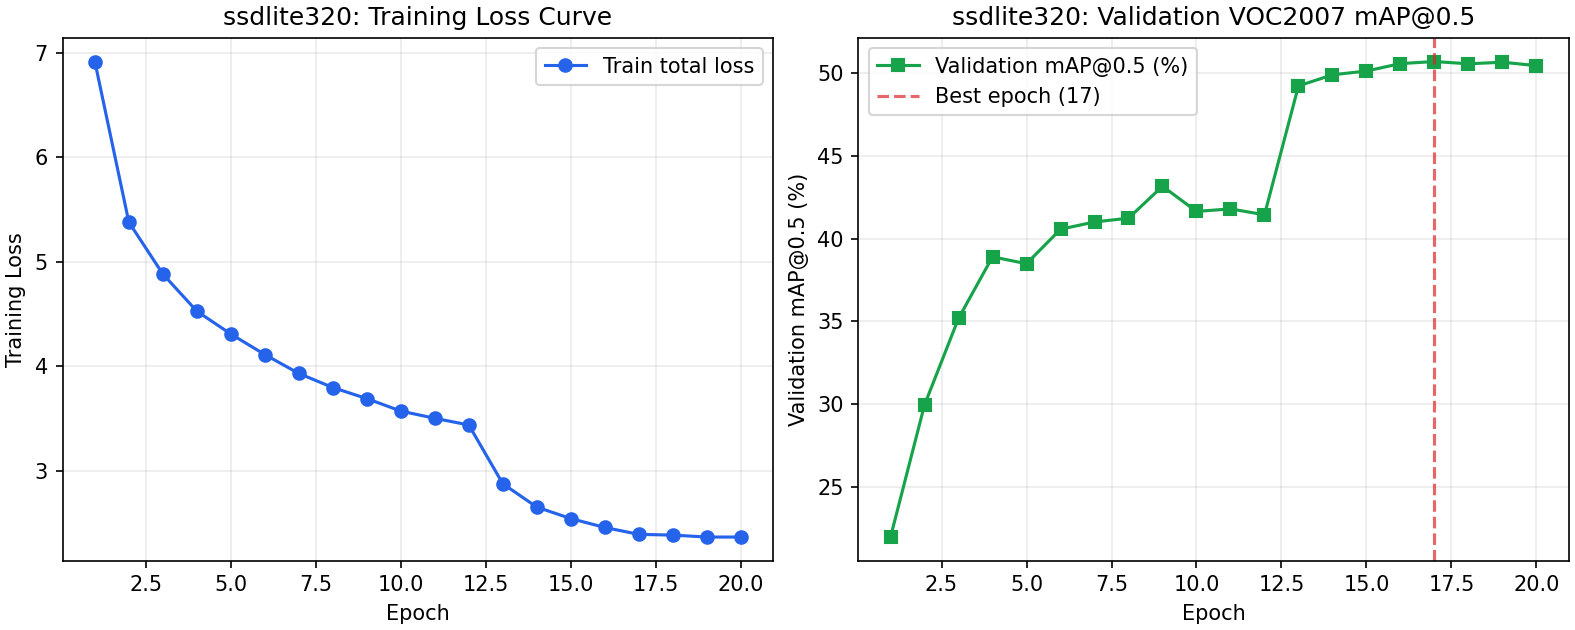 ssdlite320: Training Loss Curve
Train total loss
Training Loss
7
6
5
4
3
2.5 5.0 7.5 10.0 12.5 15.0 17.5 20.0
Epoch
ssdlite320: Validation VOC2007 mAP@0.5
Validation mAP@0.5 (%)
Best epoch (17)
Validation mAP@0.5 (%)
50
45
40
35
30
25
2.5 5.0 7.5 10.0 12.5 15.0 17.5 20.0
Epoch